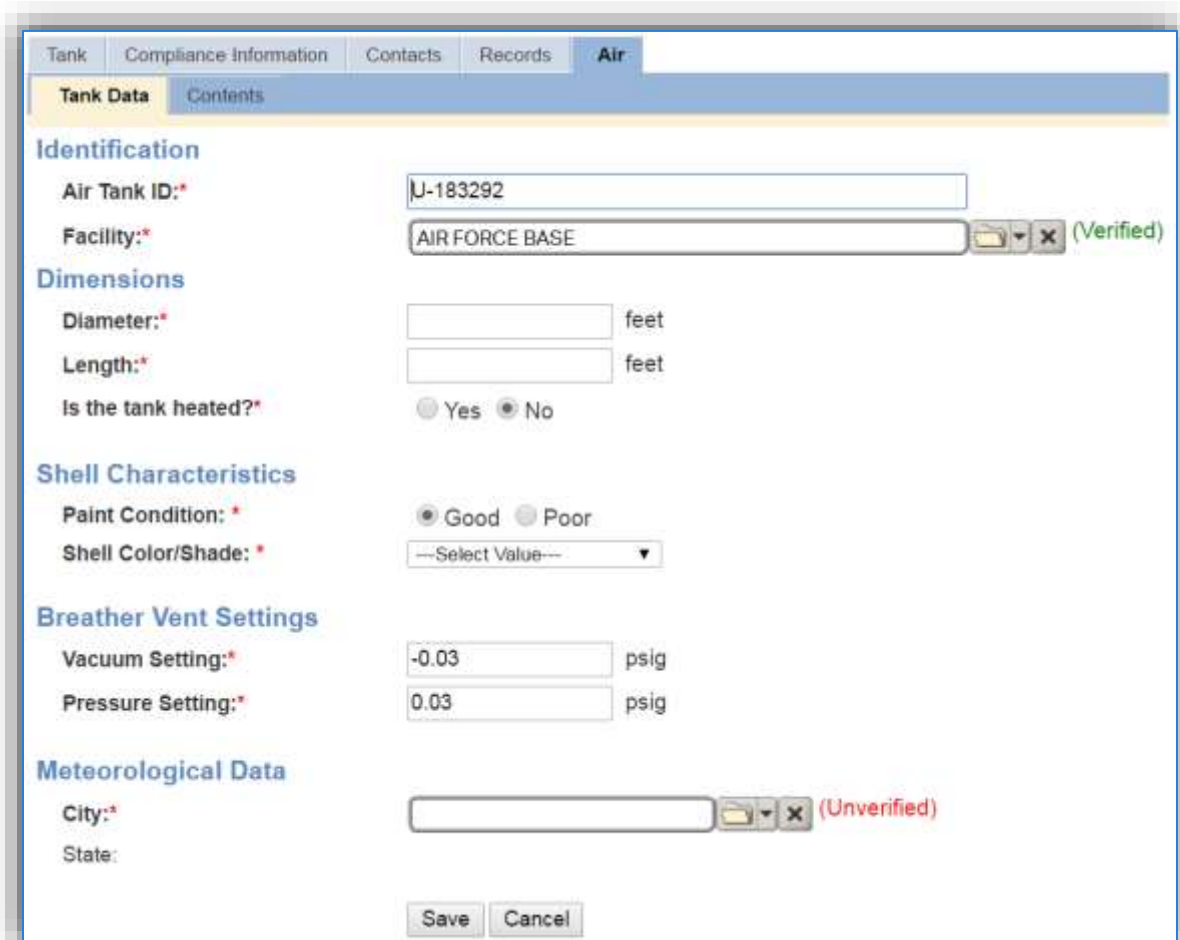 Tank Compliance Information Contacts Records Air
Tank Data Contents
Identification
Air Tank ID:* U-183292
Facility:* AIR FORCE BASE (Verified)
Dimensions
Diameter:* feet
Length:* feet
Is the tank heated?* Yes No
Shell Characteristics
Paint Condition: * Good Poor
Shell Color/Shade: * ---Select Value---
Breather Vent Settings
Vacuum Setting:* -0.03 psig
Pressure Setting:* 0.03 psig
Meteorological Data
City:* (Unverified)
State:
Save Cancel